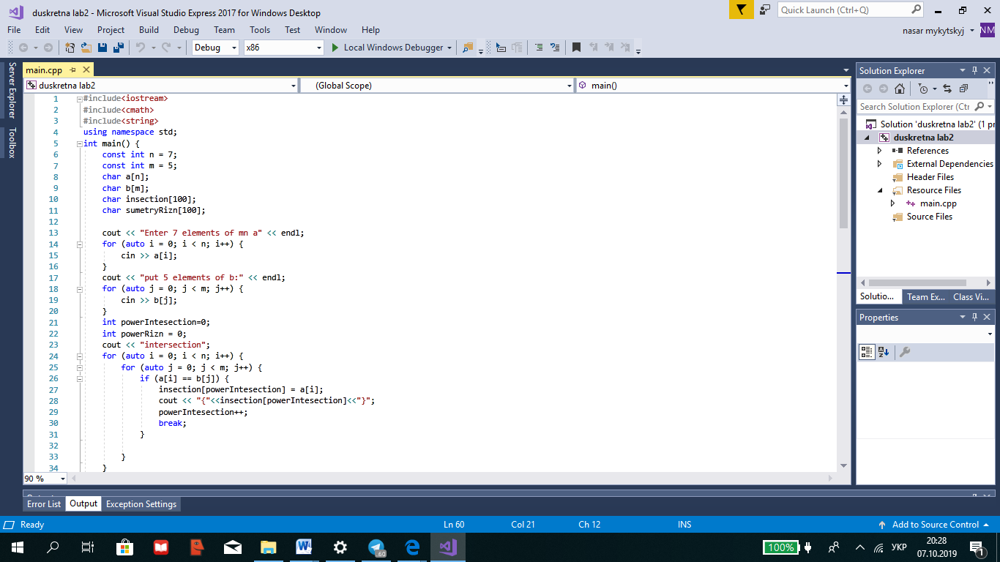 duskretna lab2 - Microsoft Visual Studio Express 2017 for Windows Desktop
Quick Launch (Ctrl+Q)
File Edit View Project Build Debug Team Tools Test Window Help
nasar mykytskyj NM
Debug x86 Local Windows Debugger
Server Explorer
Toolbox
main.cpp
duskretna lab2 (Global Scope) main()
1 #include<iostream>
2 #include<cmath>
3 #include<string>
4 using namespace std;
5 int main() {
6 const int n = 7;
7 const int m = 5;
8 char a[n];
9 char b[m];
10 char insection[100];
11 char sumetryRizn[100];
12
13 cout << "Enter 7 elements of mn a" << endl;
14 for (auto i = 0; i < n; i++) {
15 cin >> a[i];
16 }
17 cout << "put 5 elements of b:" << endl;
18 for (auto j = 0; j < m; j++) {
19 cin >> b[j];
20 }
21 int powerIntesection=0;
22 int powerRizn = 0;
23 cout << "intersection";
24 for (auto i = 0; i < n; i++) {
25 for (auto j = 0; j < m; j++) {
26 if (a[i] == b[j]) {
27 insection[powerIntesection] = a[i];
28 cout << "{"<<insection[powerIntesection]<<"}";
29 powerIntesection++;
30 break;
31 }
32
33 }
34 }
90 %
Solution Explorer
Search Solution Explorer (Ctr
Solution 'duskretna lab2' (1 pr
duskretna lab2
References
External Dependencies
Header Files
Resource Files
main.cpp
Source Files
Solutio... Team Ex... Class Vi...
Properties
Error List Output Exception Settings
Ready Ln 60 Col 21 Ch 12 INS Add to Source Control
.60
100% УКР
20:28
07.10.2019
1